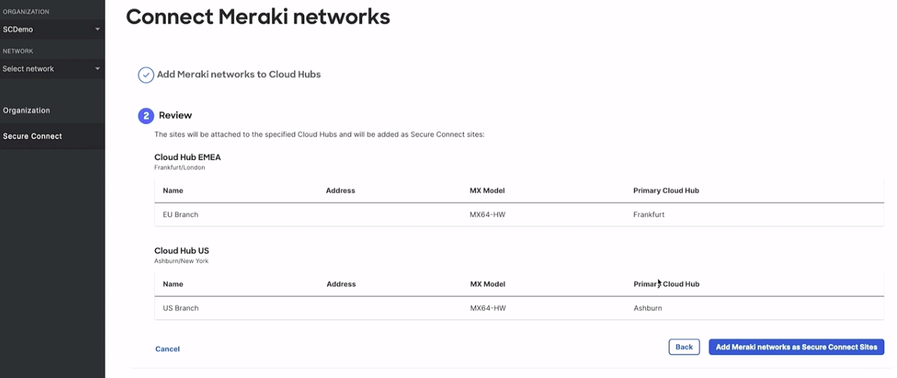 ORGANIZATION
SCDemo
NETWORK
Select network
Organization
Secure Connect
Connect Meraki networks
Add Meraki networks to Cloud Hubs
2 Review
The sites will be attached to the specified Cloud Hubs and will be added as Secure Connect sites:
Cloud Hub EMEA
Frankfurt/London
Name Address MX Model Primary Cloud Hub
EU Branch MX64-HW Frankfurt
Cloud Hub US
Ashburn/New York
Name Address MX Model Primary Cloud Hub
US Branch MX64-HW Ashburn
Cancel Back Add Meraki networks as Secure Connect Sites